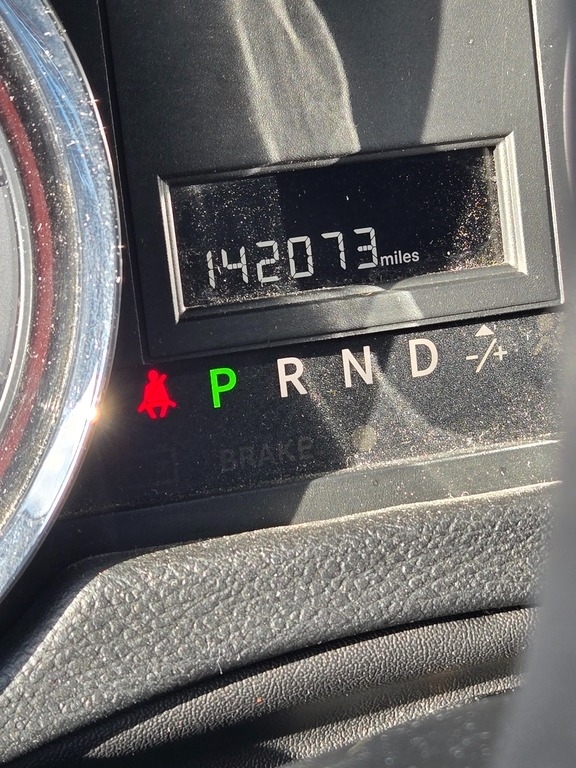 142073 miles
P R N D -/+
BRAKE